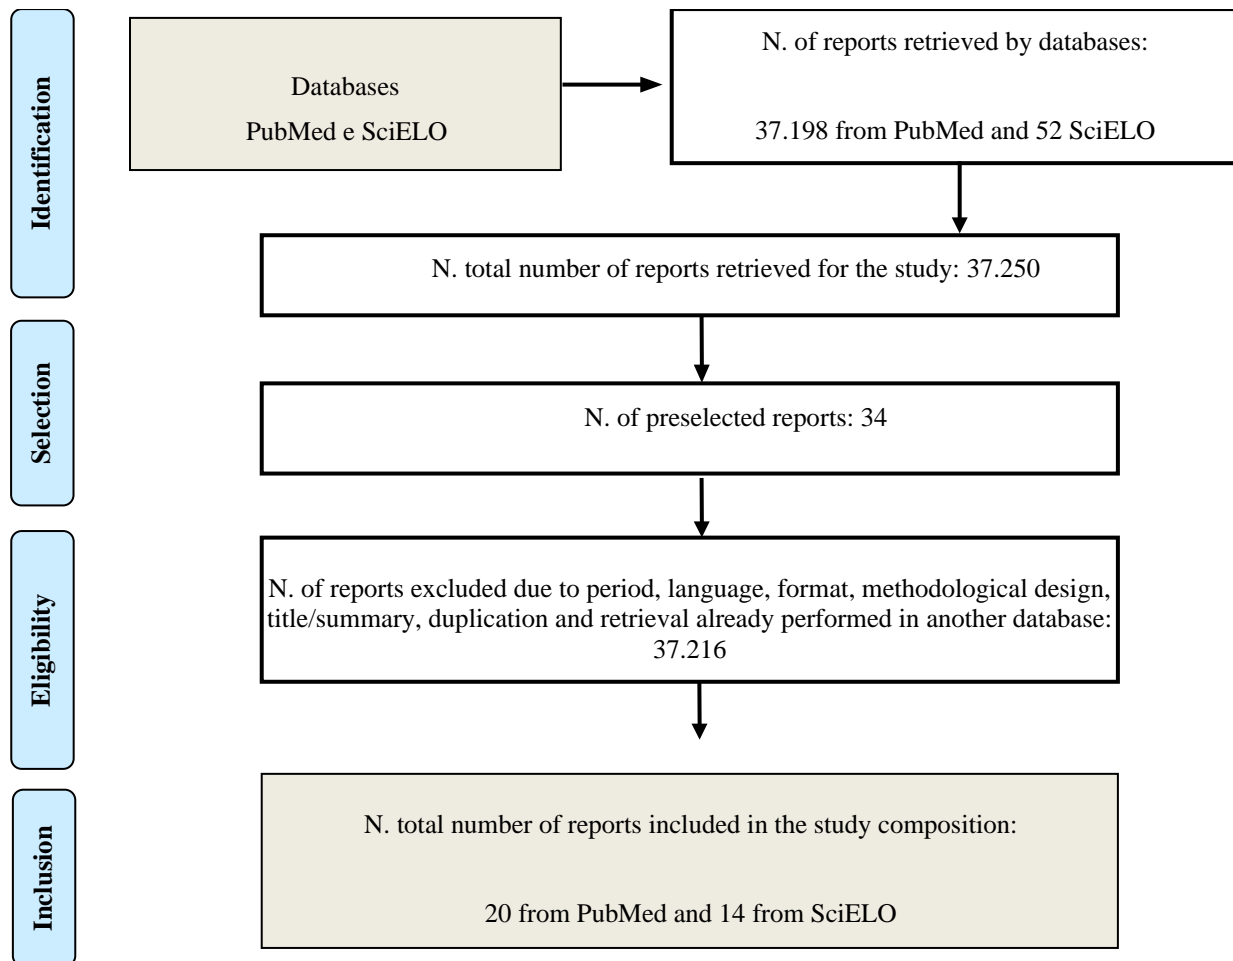 Identification
Databases
PubMed e SciELO
N. of reports retrieved by databases:
37.198 from PubMed and 52 SciELO
N. total number of reports retrieved for the study: 37.250
Selection
N. of preselected reports: 34
Eligibility
N. of reports excluded due to period, language, format, methodological design,
title/summary, duplication and retrieval already performed in another database:
37.216
Inclusion
N. total number of reports included in the study composition:
20 from PubMed and 14 from SciELO